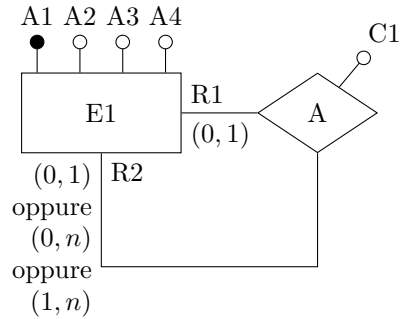 A1 A2 A3 A4
C1
E1
R1
A
(0, 1)
(0, 1)
R2
oppure
(0, n)
oppure
(1, n)